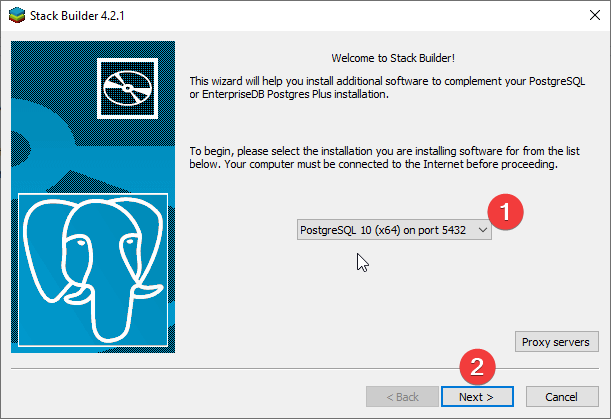 Stack Builder 4.2.1
Welcome to Stack Builder!
This wizard will help you install additional software to complement your PostgreSQL
or EnterpriseDB Postgres Plus installation.
To begin, please select the installation you are installing software for from the list
below. Your computer must be connected to the Internet before proceeding.
1
PostgreSQL 10 (x64) on port 5432
Proxy servers
2
< Back
Next >
Cancel